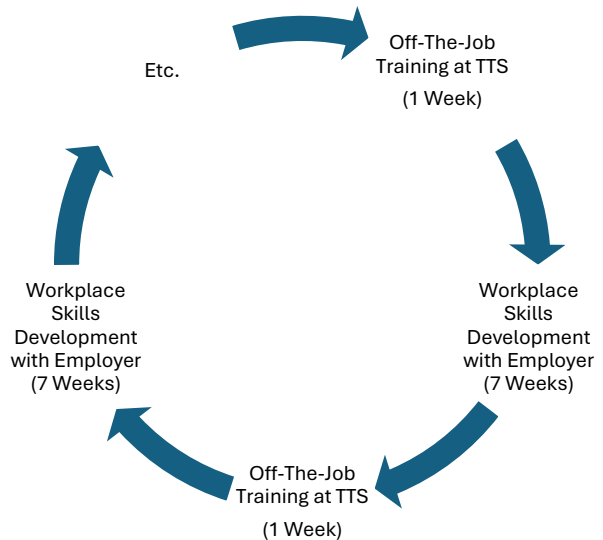 Etc.
Off-The-Job
Training at TTS
(1 Week)
Workplace
Skills
Development
with Employer
(7 Weeks)
Off-The-Job
Training at TTS
(1 Week)
Workplace
Skills
Development
with Employer
(7 Weeks)